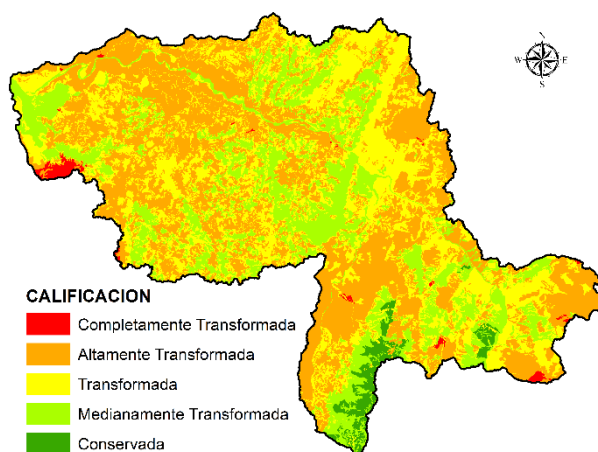 N
W E
S
CALIFICACION
Completamente Transformada
Altamente Transformada
Transformada
Medianamente Transformada
Conservada